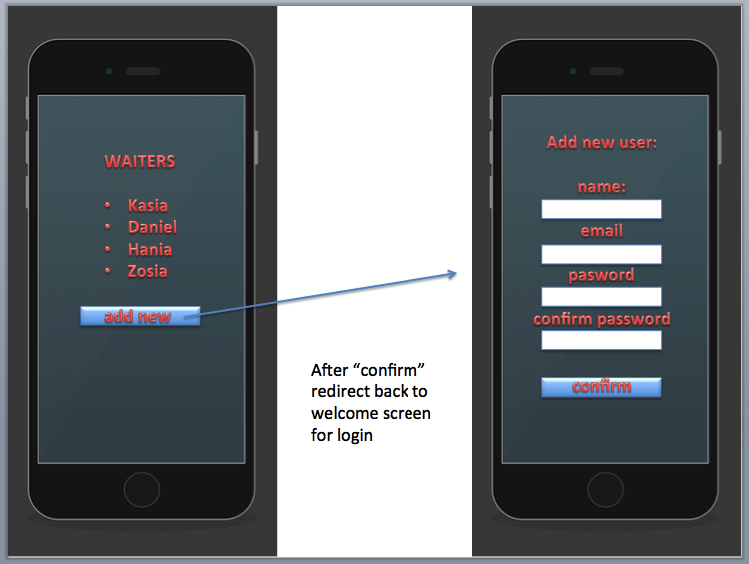 WAITERS
• Kasia
• Daniel
• Hania
• Zosia
add new
After “confirm”
redirect back to
welcome screen
for login
Add new user:
name:
email
pasword
confirm password
confirm